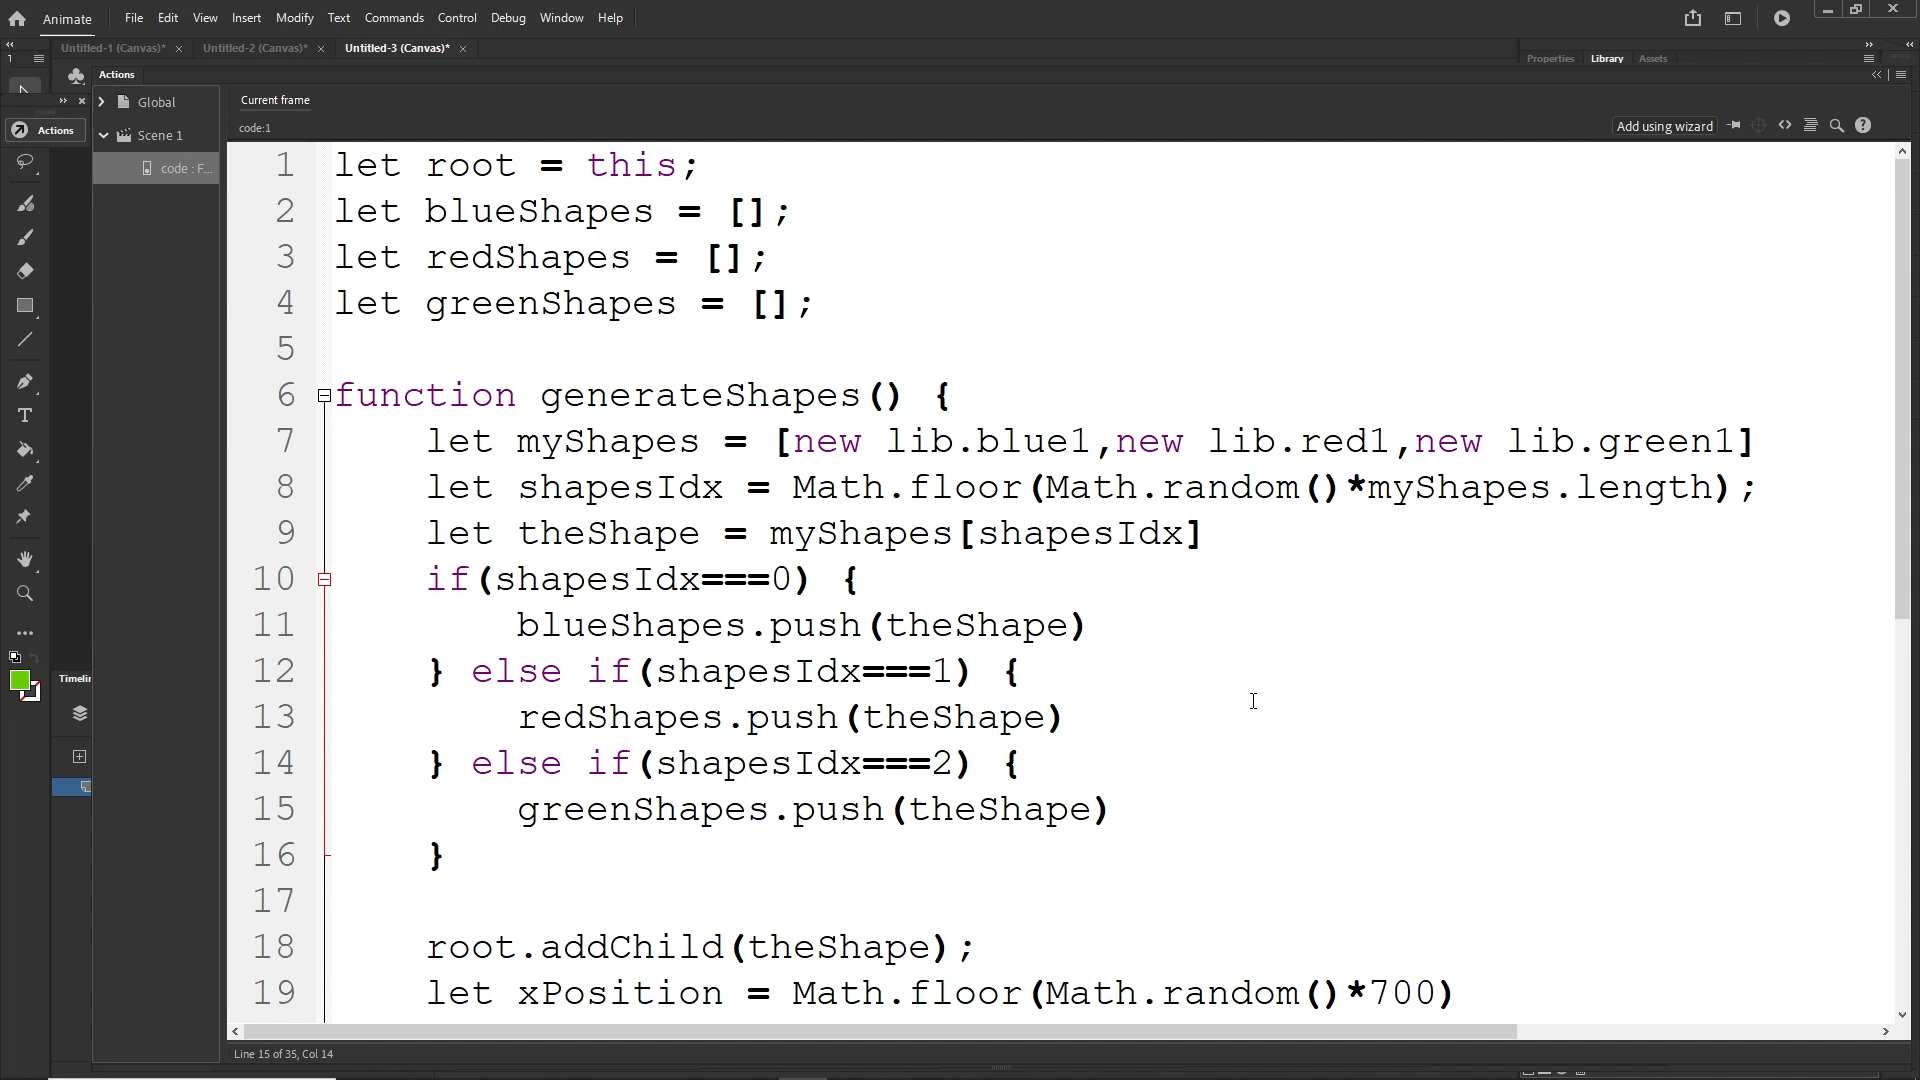 Animate File Edit View Insert Modify Text Commands Control Debug Window Help
Untitled-1 (Canvas)* × Untitled-2 (Canvas)* × Untitled-3 (Canvas)* ×
Properties Library Assets
Actions
Current frame
Global
code:1
Add using wizard
Actions
Scene 1
code : F...
1 let root = this;
2 let blueShapes = [];
3 let redShapes = [];
4 let greenShapes = [];
5
6 function generateShapes() {
7 let myShapes = [new lib.blue1,new lib.red1,new lib.green1]
8 let shapesIdx = Math.floor(Math.random()*myShapes.length);
9 let theShape = myShapes[shapesIdx]
10 if(shapesIdx===0) {
11 blueShapes.push(theShape)
12 } else if(shapesIdx===1) {
13 redShapes.push(theShape)
14 } else if(shapesIdx===2) {
15 greenShapes.push(theShape)
16 }
17
18 root.addChild(theShape);
19 let xPosition = Math.floor(Math.random()*700)
Timelin
Line 15 of 35, Col 14